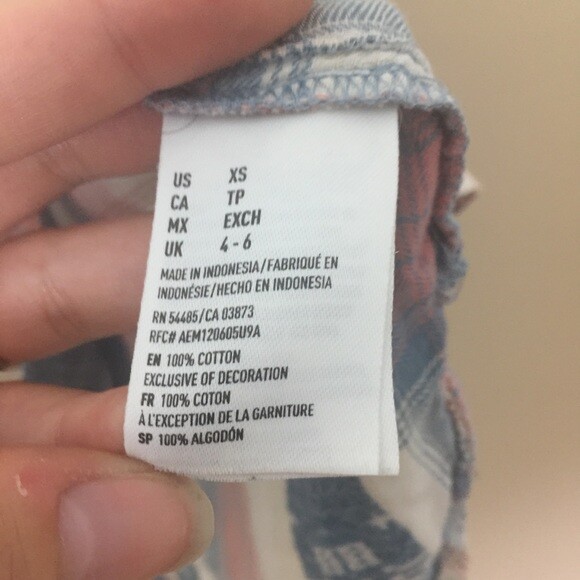 US XS
CA TP
MX EXCH
UK 4 - 6
MADE IN INDONESIA/FABRIQUÉ EN
INDONÉSIE/HECHO EN INDONESIA
RN 54485/CA 03873
RFC# AEM120605U9A
EN 100% COTTON
EXCLUSIVE OF DECORATION
FR 100% COTON
À L'EXCEPTION DE LA GARNITURE
SP 100% ALGODÓN